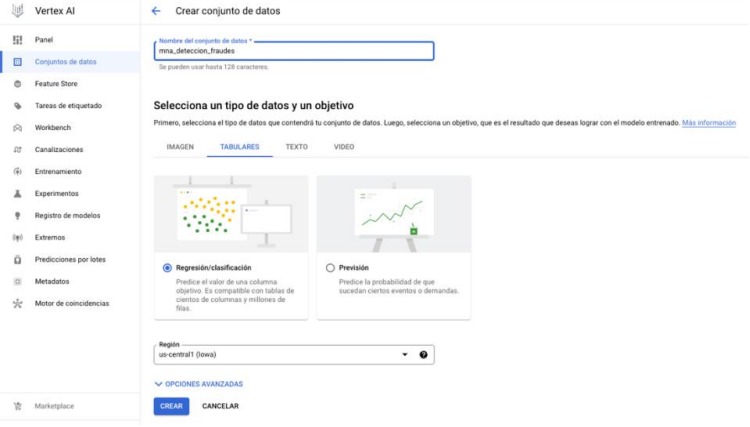 Vertex AI
Panel
Conjuntos de datos
Feature Store
Tareas de etiquetado
Workbench
Canalizaciones
Entrenamiento
Experimentos
Registro de modelos
Extremos
Predicciones por lotes
Metadatos
Motor de coincidencias
Marketplace
Crear conjunto de datos
Nombre del conjunto de datos *
mna_deteccion_fraudes
Se pueden usar hasta 128 caracteres.
Selecciona un tipo de datos y un objetivo
Primero, selecciona el tipo de datos que contendrá tu conjunto de datos. Luego, selecciona un objetivo, que es el resultado que deseas lograr con el modelo entrenado. Más información
IMAGEN TABULARES TEXTO VIDEO
Regresión/clasificación
Predice el valor de una columna
objetivo. Es compatible con tablas de
cientos de columnas y millones de
filas.
Previsión
Predice la probabilidad de que
sucedan ciertos eventos o demandas.
Región
us-central1 (Iowa)
OPCIONES AVANZADAS
CREAR CANCELAR